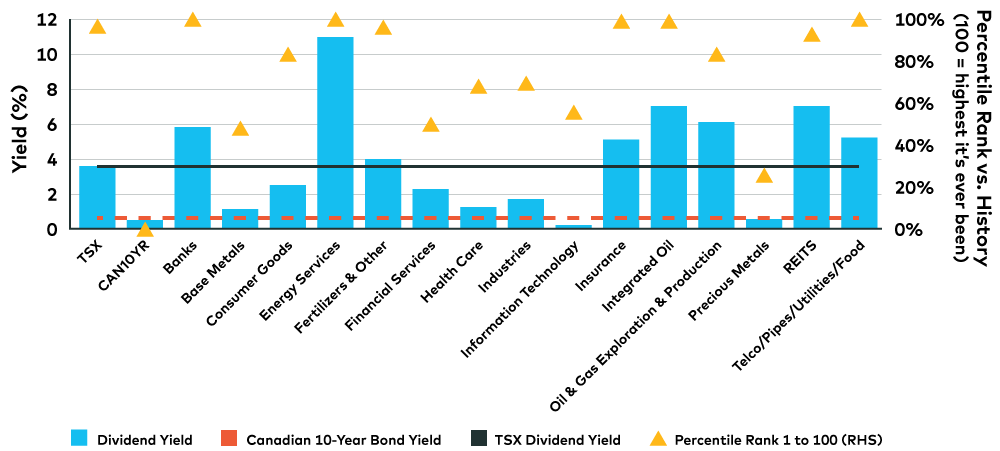 12
10
8
6
4
2
0
Yield (%)
100%
80%
60%
40%
20%
0%
Percentile Rank vs. History
(100 = highest it's ever been)
TSX
CAN10YR
Banks
Base Metals
Consumer Goods
Energy Services
Fertilizers & Other
Financial Services
Health Care
Industries
Information Technology
Insurance
Integrated Oil
Oil & Gas Exploration & Production
Precious Metals
REITS
Telco/Pipes/Utilities/Food
Dividend Yield
Canadian 10-Year Bond Yield
TSX Dividend Yield
Percentile Rank 1 to 100 (RHS)